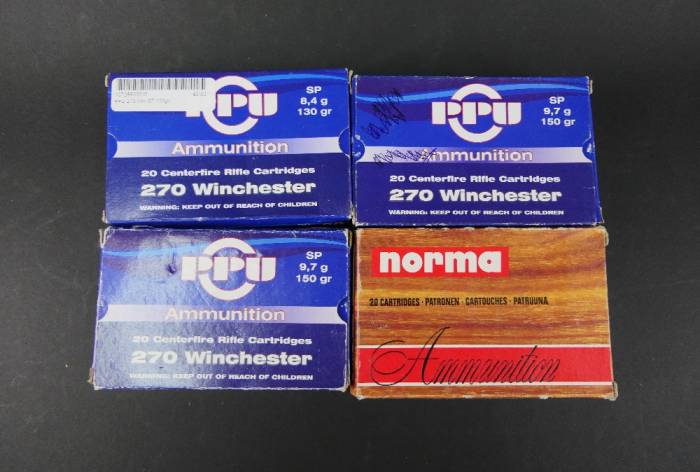 PPU
SP
8,4 g
130 gr
Ammunition
20 Centerfire Rifle Cartridges
270 Winchester
WARNING: KEEP OUT OF REACH OF CHILDREN
PPU
SP
9,7 g
150 gr
mmunition
20 Centerfire Rifle Cartridges
270 Winchester
WARNING: KEEP OUT OF REACH OF CHILDREN
PPU
SP
9,7 g
150 gr
Ammunition
20 Centerfire Rifle Cartridges
270 Winchester
WARNING: KEEP OUT OF REACH OF CHILDREN
norma
20 CARTRIDGES · PATRONEN · CARTOUCHES · PATRUUNA
Ammunition